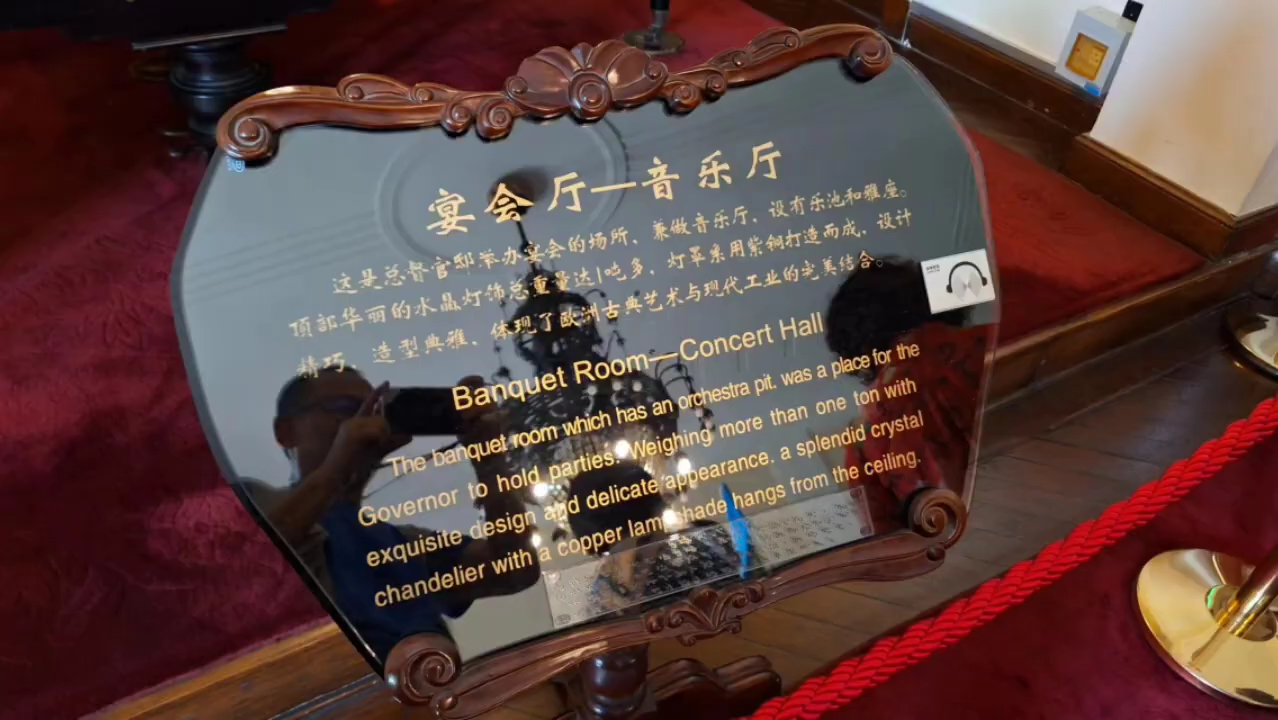 宴会厅—音乐厅
这是总督官邸举办宴会的场所，兼做音乐厅，设有乐池和雅座。
顶部华丽的水晶灯饰总重量达1吨多，灯罩采用紫铜打造而成，设计
精巧，造型典雅，体现了欧洲古典艺术与现代工业的完美结合。
Banquet Room—Concert Hall
The banquet room which has an orchestra pit. was a place for the
Governor to hold parties. Weighing more than one ton with
exquisite design and delicate appearance. a splendid crystal
chandelier with a copper lampshade hangs from the ceiling.